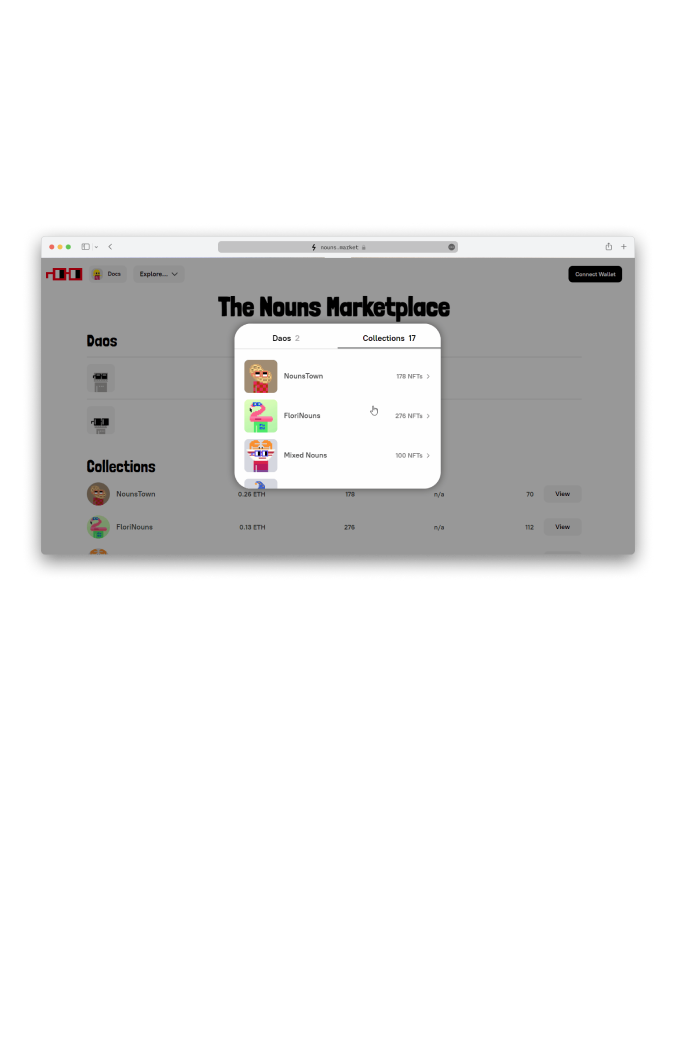 nouns.market
Docs
Explore...
Connect Wallet
The Nouns Marketplace
Daos
Daos 2
Collections 17
NounsTown
178 NFTs
FloriNouns
276 NFTs
Mixed Nouns
100 NFTs
Collections
NounsTown 0.26 ETH 178 n/a 70 View
FloriNouns 0.13 ETH 276 n/a 112 View